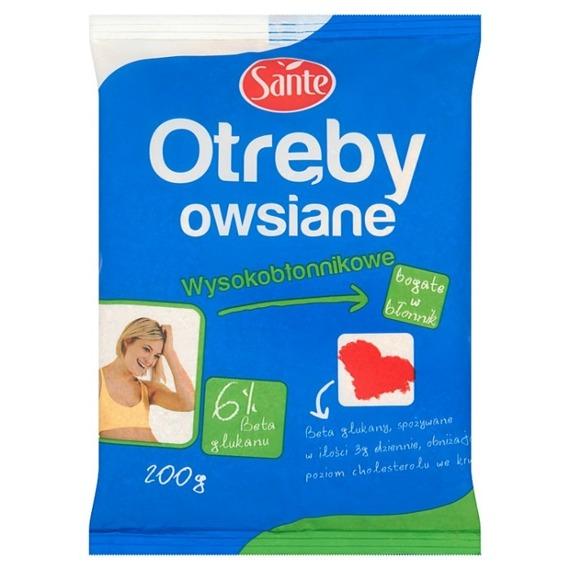 Sante
Otręby
owsiane
Wysokobłonnikowe
bogate
w
błonnik
6%
Beta
glukanu
Beta glukany, spożywane
w ilości 3g dziennie, obniżają
poziom cholesterolu we
200g